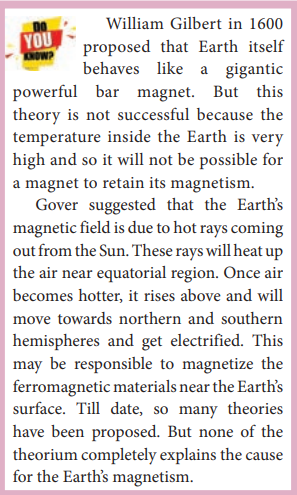 DO
YOU
KNOW?
William Gilbert in 1600
proposed that Earth itself
behaves like a gigantic
powerful bar magnet. But this
theory is not successful because the
temperature inside the Earth is very
high and so it will not be possible for
a magnet to retain its magnetism.
Gover suggested that the Earth’s
magnetic field is due to hot rays coming
out from the Sun. These rays will heat up
the air near equatorial region. Once air
becomes hotter, it rises above and will
move towards northern and southern
hemispheres and get electrified. This
may be responsible to magnetize the
ferromagnetic materials near the Earth’s
surface. Till date, so many theories
have been proposed. But none of the
theorium completely explains the cause
for the Earth’s magnetism.